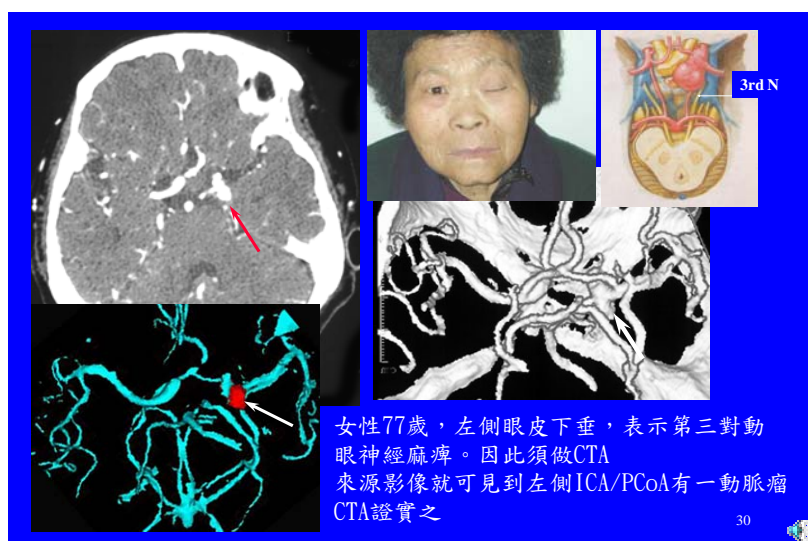 3rd N
女性77歲，左側眼皮下垂，表示第三對動
眼神經麻痺。因此須做CTA
來源影像就可見到左側ICA/PCoA有一動脈瘤
CTA證實之
30